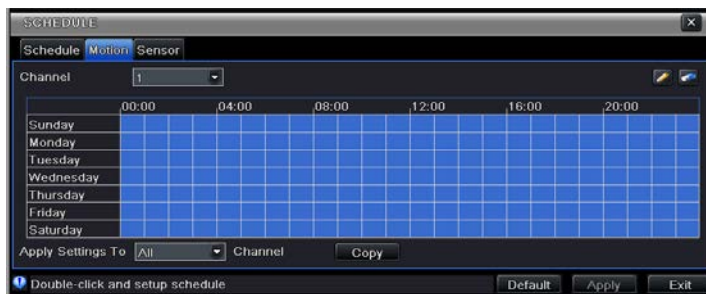 SCHEDULE
Schedule Motion Sensor
Channel 1
00:00 04:00 08:00 12:00 16:00 20:00
Sunday
Monday
Tuesday
Wednesday
Thursday
Friday
Saturday
Apply Settings To All Channel Copy
Double-click and setup schedule Default Apply Exit